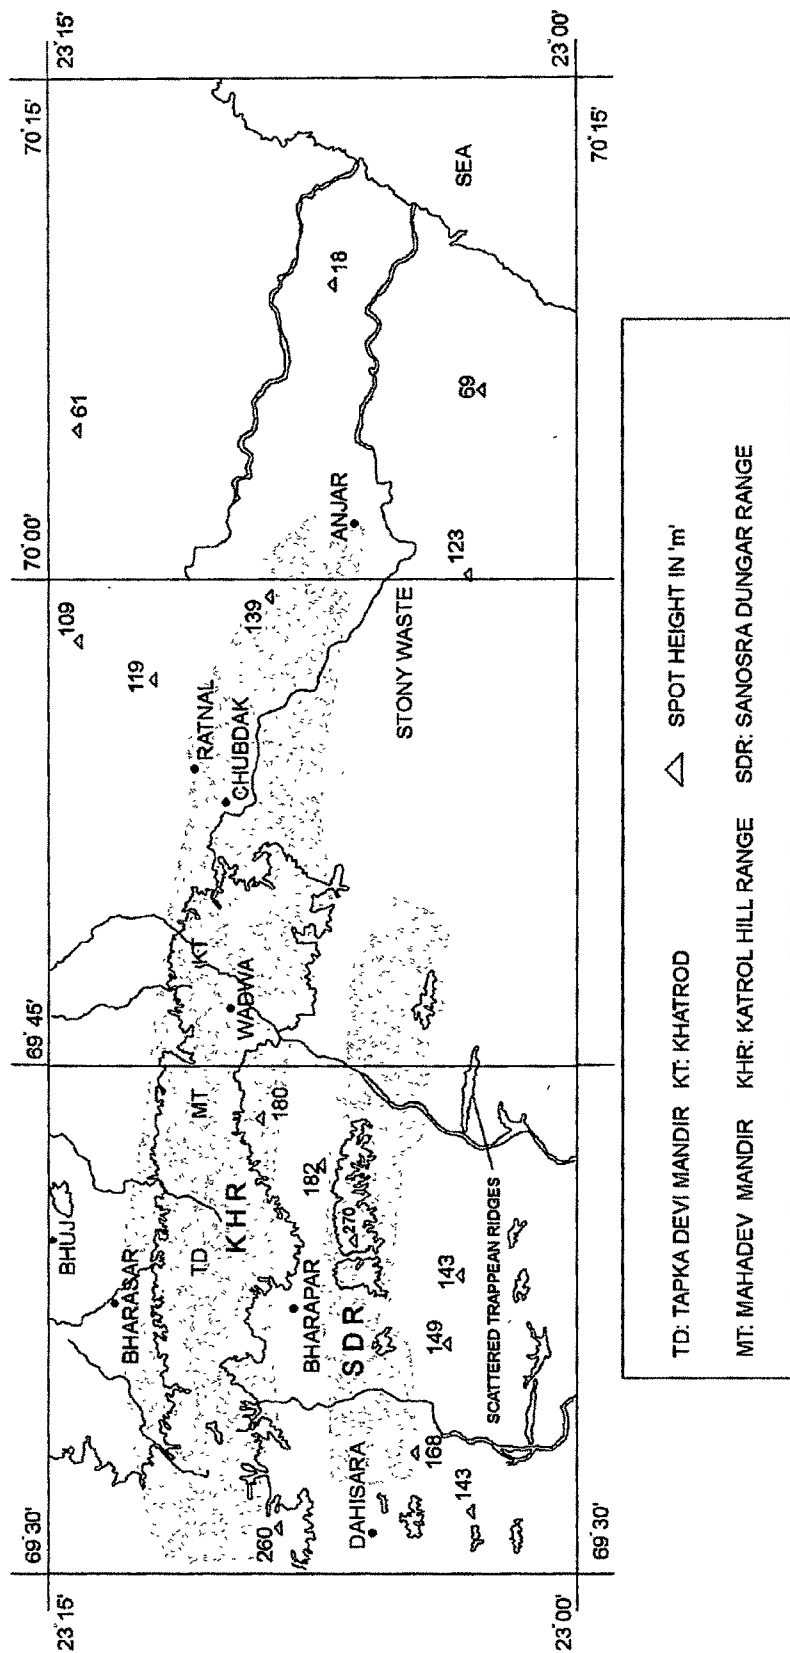 23°15'
70°15'
70°00'
69°45'
69°30'
23°15'
61
109
119
BHUJ
BHARASAR
RATNAL
CHUBDAK
KT
WADWA
MT
TD
KHR
139
180
182
260
18
ANJAR
270
BHARAPAR
SDR
DAHISARA
STONY WASTE
SEA
69
123
143
149
168
143
SCATTERED TRAPPEAN RIDGES
23°00'
70°15'
69°30'
23°00'
TD: TAPKA DEVI MANDIR KT: KHATROD △ SPOT HEIGHT IN 'm'
MT: MAHADEV MANDIR KHR: KATROL HILL RANGE SDR: SANOSRA DUNGAR RANGE